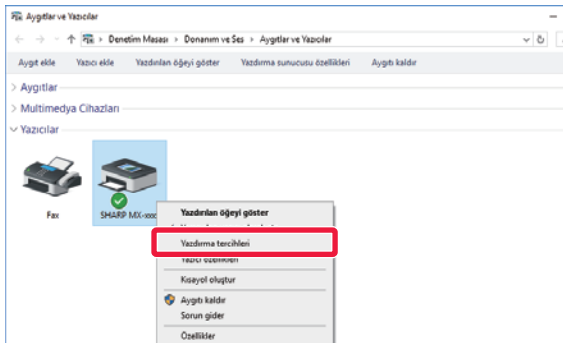 Aygıtlar ve Yazıcılar
Denetim Masası > Donanım ve Ses > Aygıtlar ve Yazıcılar
Aygıt ekle Yazıcı ekle Yazdırılan öğeyi göster Yazdırma sunucusu özellikleri Aygıtı kaldır
Aygıtlar
Multimedya Cihazları
Yazıcılar
Fax
SHARP MX-xxxx
Yazdırılan öğeyi göster
Yazdırma tercihleri
Yazıcı özellikleri
Kısayol oluştur
Aygıtı kaldır
Sorun gider
Özellikler